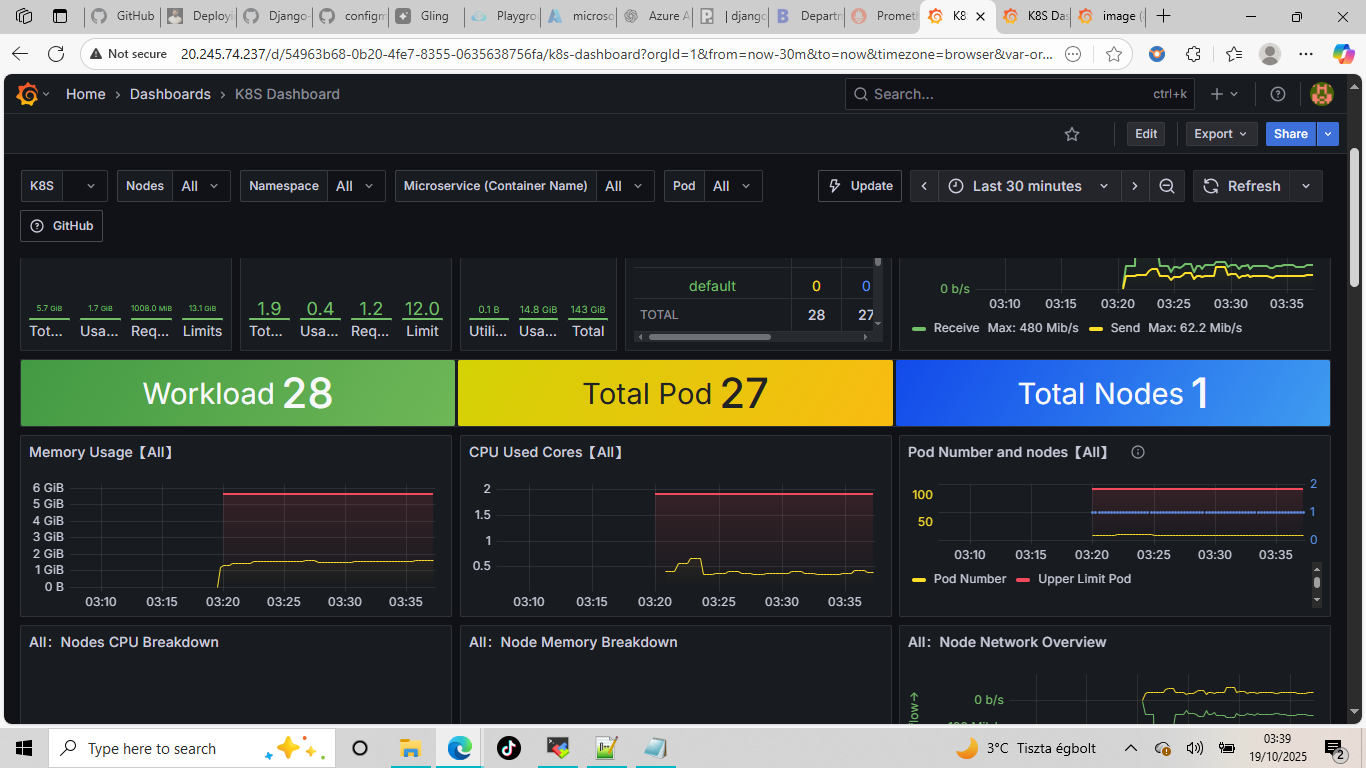 GitHub
Deployi
Django-
configm
Gling
Playgro
microso
Azure A
| django
Departm
Prometh
K8
K8S Das
image (
Not secure
20.245.74.237/d/54963b68-0b20-4fe7-8355-0635638756fa/k8s-dashboard?orgId=1&from=now-30m&to=now&timezone=browser&var-or...
Home › Dashboards › K8S Dashboard
Search...
ctrl+k
Edit
Export
Share
K8S
Nodes All
Namespace All
Microservice (Container Name) All
Pod All
Update
Last 30 minutes
Refresh
GitHub
5.7 GiB 1.7 GiB 1008.0 MiB 13.1 GiB
Tot... Usa... Req... Limits
1.9 0.4 1.2 12.0
Tot... Usa... Req... Limit
0.1 B 14.8 GiB 143 GiB
Utili... Usa... Total
default 0 0
TOTAL 28 27
0 b/s
03:10 03:15 03:20 03:25 03:30 03:35
Receive Max: 480 Mib/s Send Max: 62.2 Mib/s
Workload 28
Total Pod 27
Total Nodes 1
Memory Usage【All】
6 GiB
5 GiB
4 GiB
3 GiB
2 GiB
1 GiB
0 B
03:10 03:15 03:20 03:25 03:30 03:35
CPU Used Cores【All】
2
1.5
1
0.5
03:10 03:15 03:20 03:25 03:30 03:35
Pod Number and nodes【All】
100
50
2
1
0
03:10 03:15 03:20 03:25 03:30 03:35
Pod Number Upper Limit Pod
All：Nodes CPU Breakdown
All：Node Memory Breakdown
All：Node Network Overview
0 b/s
flow→
Type here to search
3°C Tiszta égbolt
03:39
19/10/2025
2